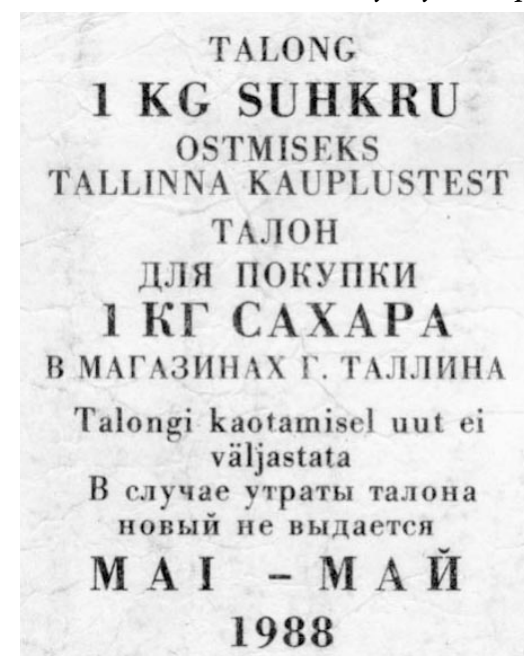 TALONG
1 KG SUHKRU
OSTMISEKS
TALLINNA KAUPLUSTEST
ТАЛОН
ДЛЯ ПОКУПКИ
1 КГ САХАРА
В МАГАЗИНАХ Г. ТАЛЛИНА
Talongi kaotamisel uut ei
väljastata
В случае утраты талона
новый не выдается
MAI – МАЙ
1988